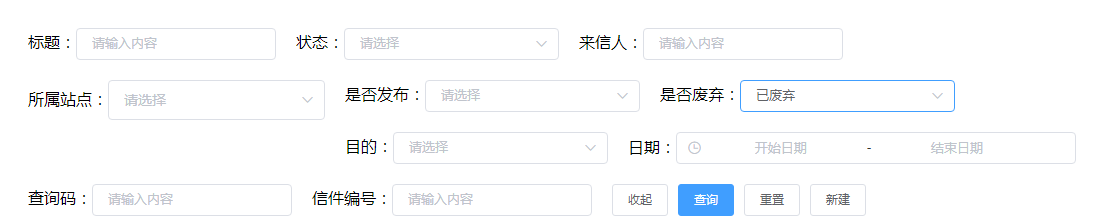 标题：请输入内容 状态：请选择 来信人：请输入内容
所属站点：请选择 是否发布：请选择 是否废弃：已废弃
目的：请选择 日期：开始日期 - 结束日期
查询码：请输入内容 信件编号：请输入内容 收起 查询 重置 新建